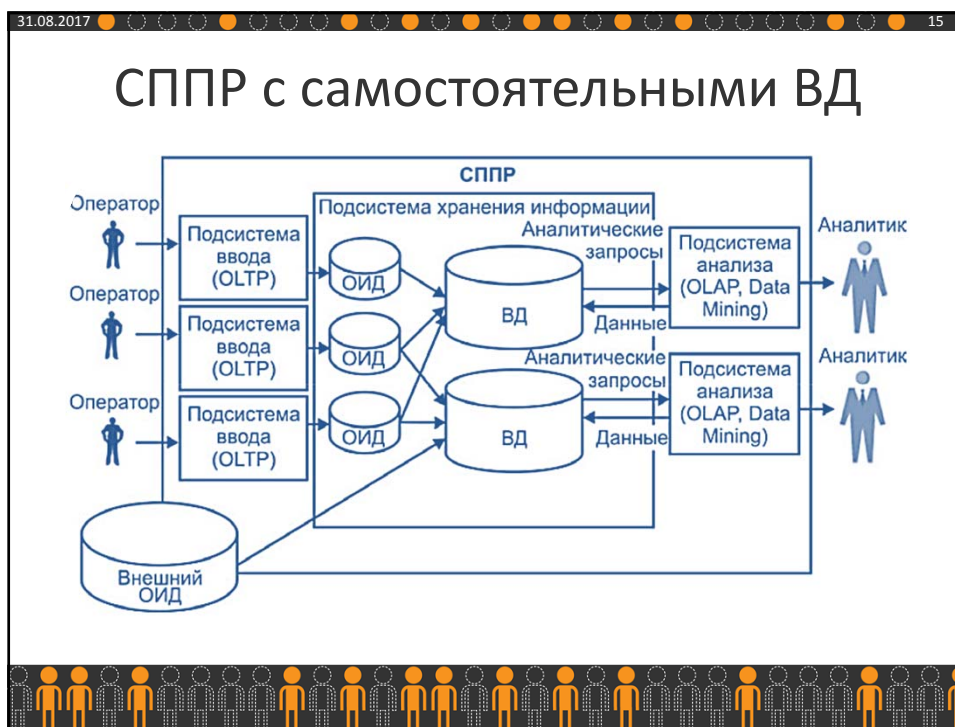 31.08.2017
15
СППР с самостоятельными ВД
СППР
Оператор
Подсистема
ввода
(OLTP)
Оператор
Подсистема
ввода
(OLTP)
Оператор
Подсистема
ввода
(OLTP)
Подсистема хранения информации
ОИД
ОИД
ОИД
ВД
ВД
Аналитические
запросы
Данные
Аналитические
запросы
Данные
Подсистема
анализа
(OLAP, Data
Mining)
Подсистема
анализа
(OLAP, Data
Mining)
Аналитик
Аналитик
Внешний
ОИД